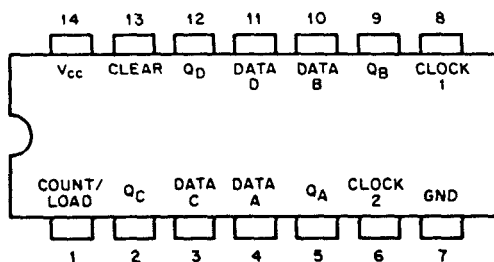 14 13 12 11 10 9 8
Vcc CLEAR QD DATA D DATA B QB CLOCK 1
COUNT/LOAD QC DATA C DATA A QA CLOCK 2 GND
1 2 3 4 5 6 7